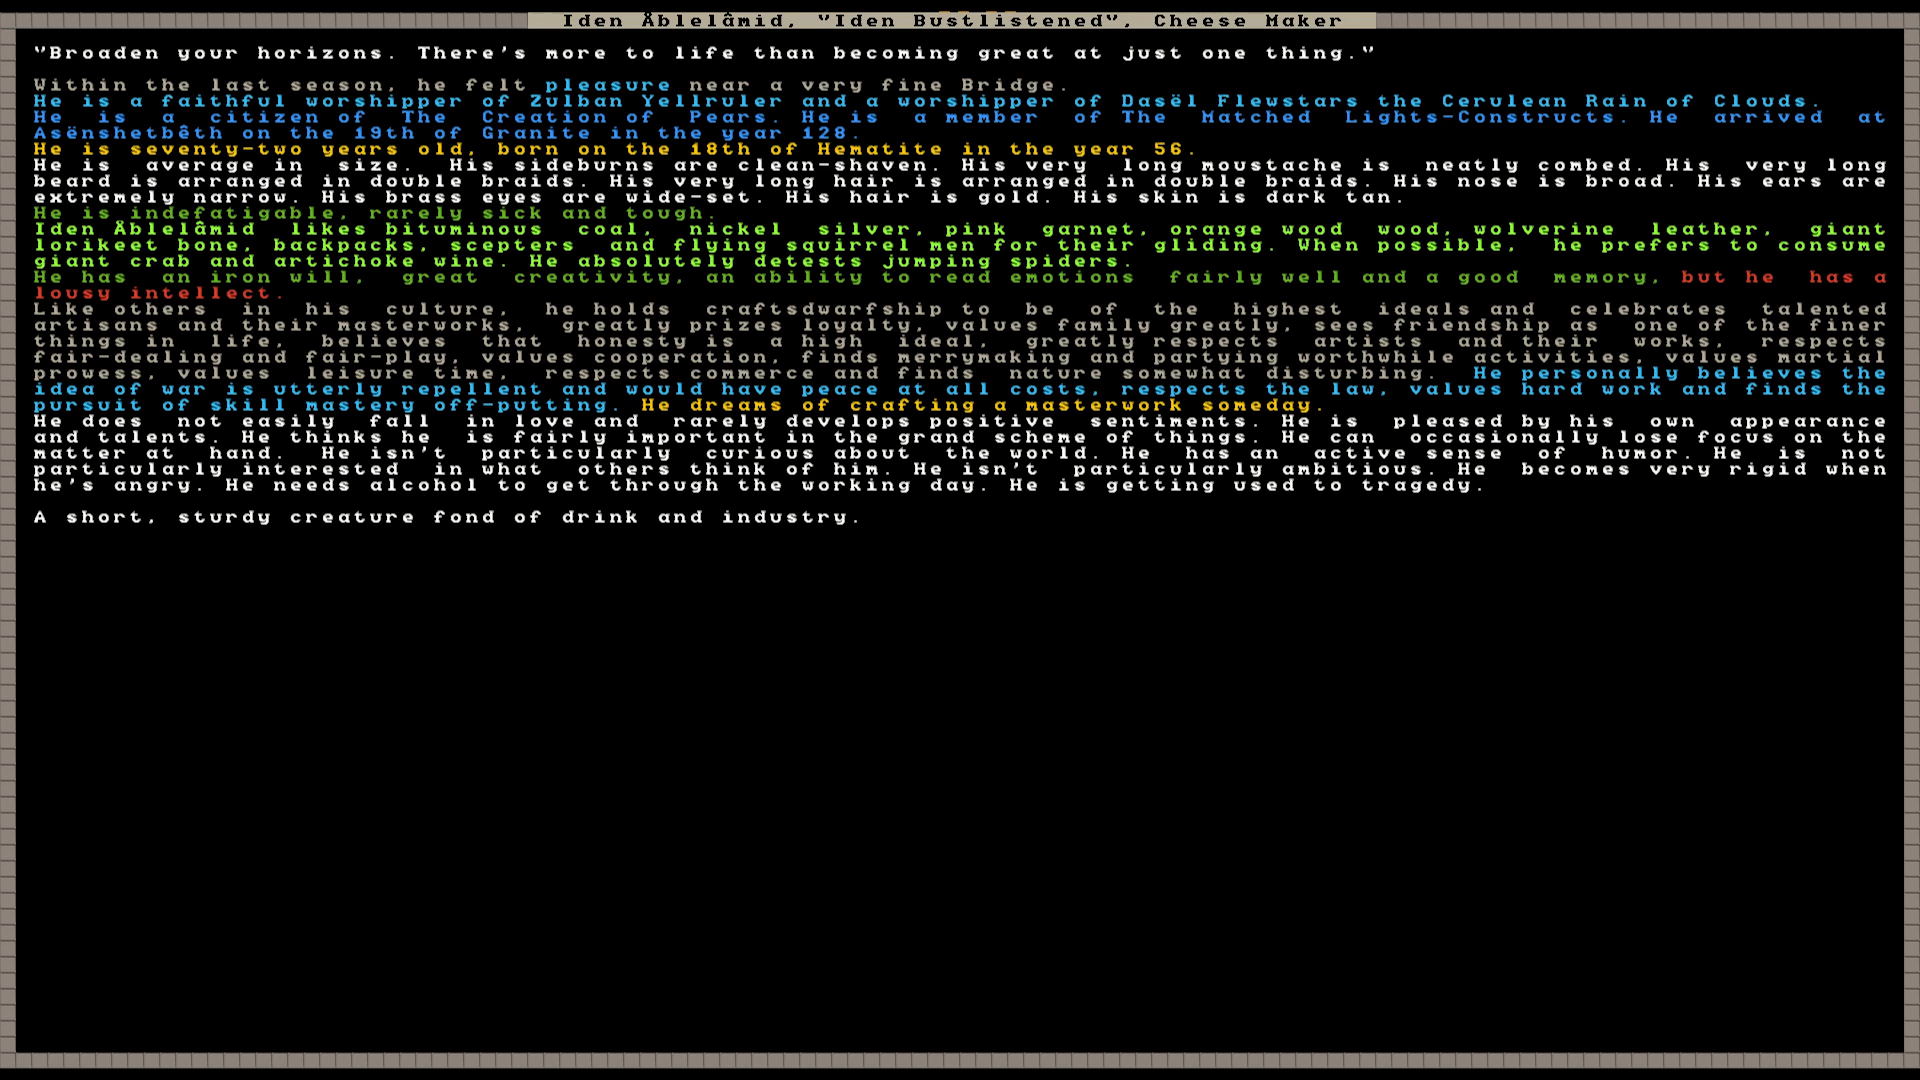 Iden Åblelâmid, "Iden Bustlistened", Cheese Maker
"Broaden your horizons. There's more to life than becoming great at just one thing."
Within the last season, he felt pleasure near a very fine Bridge.
He is a faithful worshipper of Zulban Yellruler and a worshipper of Dasël Flewstars the Cerulean Rain of Clouds.
He is a citizen of The Creation of Pears. He is a member of The Matched Lights-Constructs. He arrived at
Asënshetbêth on the 19th of Granite in the year 128.
He is seventy-two years old, born on the 18th of Hematite in the year 56.
He is average in size. His sideburns are clean-shaven. His very long moustache is neatly combed. His very long
beard is arranged in double braids. His very long hair is arranged in double braids. His nose is broad. His ears are
extremely narrow. His brass eyes are wide-set. His hair is gold. His skin is dark tan.
He is indefatigable, rarely sick and tough.
Iden Åblelâmid likes bituminous coal, nickel silver, pink garnet, orange wood wood, wolverine leather, giant
lorikeet bone, backpacks, scepters and flying squirrel men for their gliding. When possible, he prefers to consume
giant crab and artichoke wine. He absolutely detests jumping spiders.
He has an iron will, great creativity, an ability to read emotions fairly well and a good memory, but he has a
lousy intellect.
Like others in his culture, he holds craftsdwarfship to be of the highest ideals and celebrates talented
artisans and their masterworks, greatly prizes loyalty, values family greatly, sees friendship as one of the finer
things in life, believes that honesty is a high ideal, greatly respects artists and their works, respects
fair-dealing and fair-play, values cooperation, finds merrymaking and partying worthwhile activities, values martial
prowess, values leisure time, respects commerce and finds nature somewhat disturbing. He personally believes the
idea of war is utterly repellent and would have peace at all costs, respects the law, values hard work and finds the
pursuit of skill mastery off-putting. He dreams of crafting a masterwork someday.
He does not easily fall in love and rarely develops positive sentiments. He is pleased by his own appearance
and talents. He thinks he is fairly important in the grand scheme of things. He can occasionally lose focus on the
matter at hand. He isn't particularly curious about the world. He has an active sense of humor. He is not
particularly interested in what others think of him. He isn't particularly ambitious. He becomes very rigid when
he's angry. He needs alcohol to get through the working day. He is getting used to tragedy.
A short, sturdy creature fond of drink and industry.